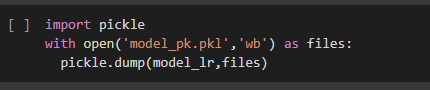 [ ] import pickle
with open('model_pk.pkl','wb') as files:
  pickle.dump(model_lr,files)